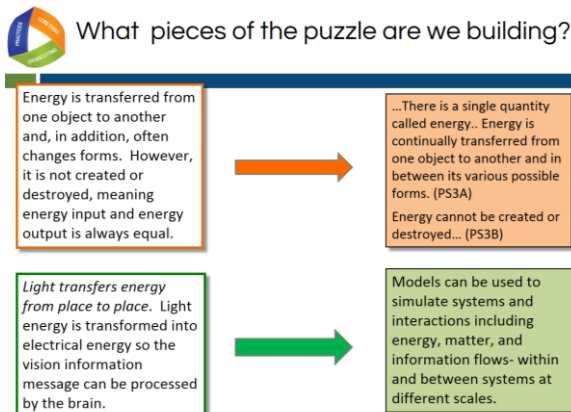 PRACTICES
CORE IDEAS
CROSSCUTTING
What pieces of the puzzle are we building?
Energy is transferred from
one object to another
and, in addition, often
changes forms. However,
it is not created or
destroyed, meaning
energy input and energy
output is always equal.
...There is a single quantity
called energy.. Energy is
continually transferred from
one object to another and in
between its various possible
forms. (PS3A)
Energy cannot be created or
destroyed... (PS3B)
Light transfers energy
from place to place. Light
energy is transformed into
electrical energy so the
vision information
message can be processed
by the brain.
Models can be used to
simulate systems and
interactions including
energy, matter, and
information flows- within
and between systems at
different scales.